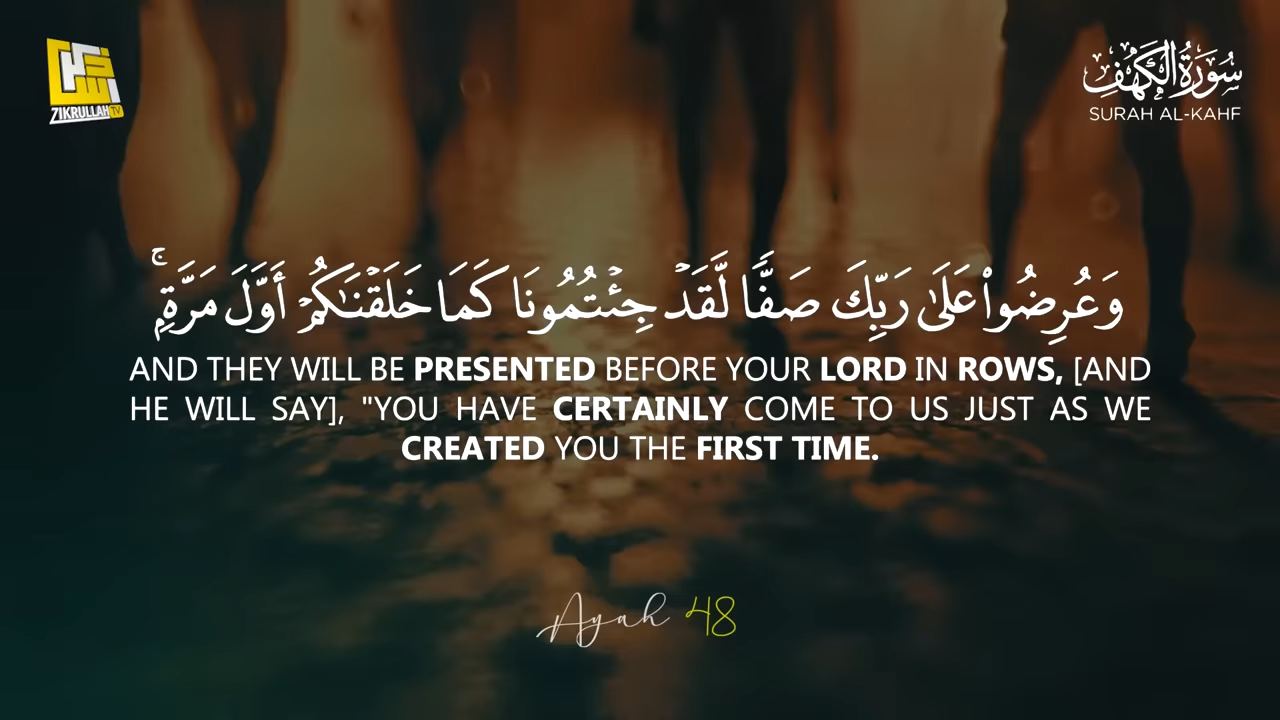 ZIKRULLAH TV
سُورَةُ الْكَهْفِ
SURAH AL-KAHF
وَعُرِضُوا۟ عَلَىٰ رَبِّكَ صَفًّا لَّقَدْ جِئْتُمُونَا كَمَا خَلَقْنَـٰكُمْ أَوَّلَ مَرَّةٍۭ ۚ
AND THEY WILL BE PRESENTED BEFORE YOUR LORD IN ROWS, [AND
HE WILL SAY], "YOU HAVE CERTAINLY COME TO US JUST AS WE
CREATED YOU THE FIRST TIME.
Ayah 48